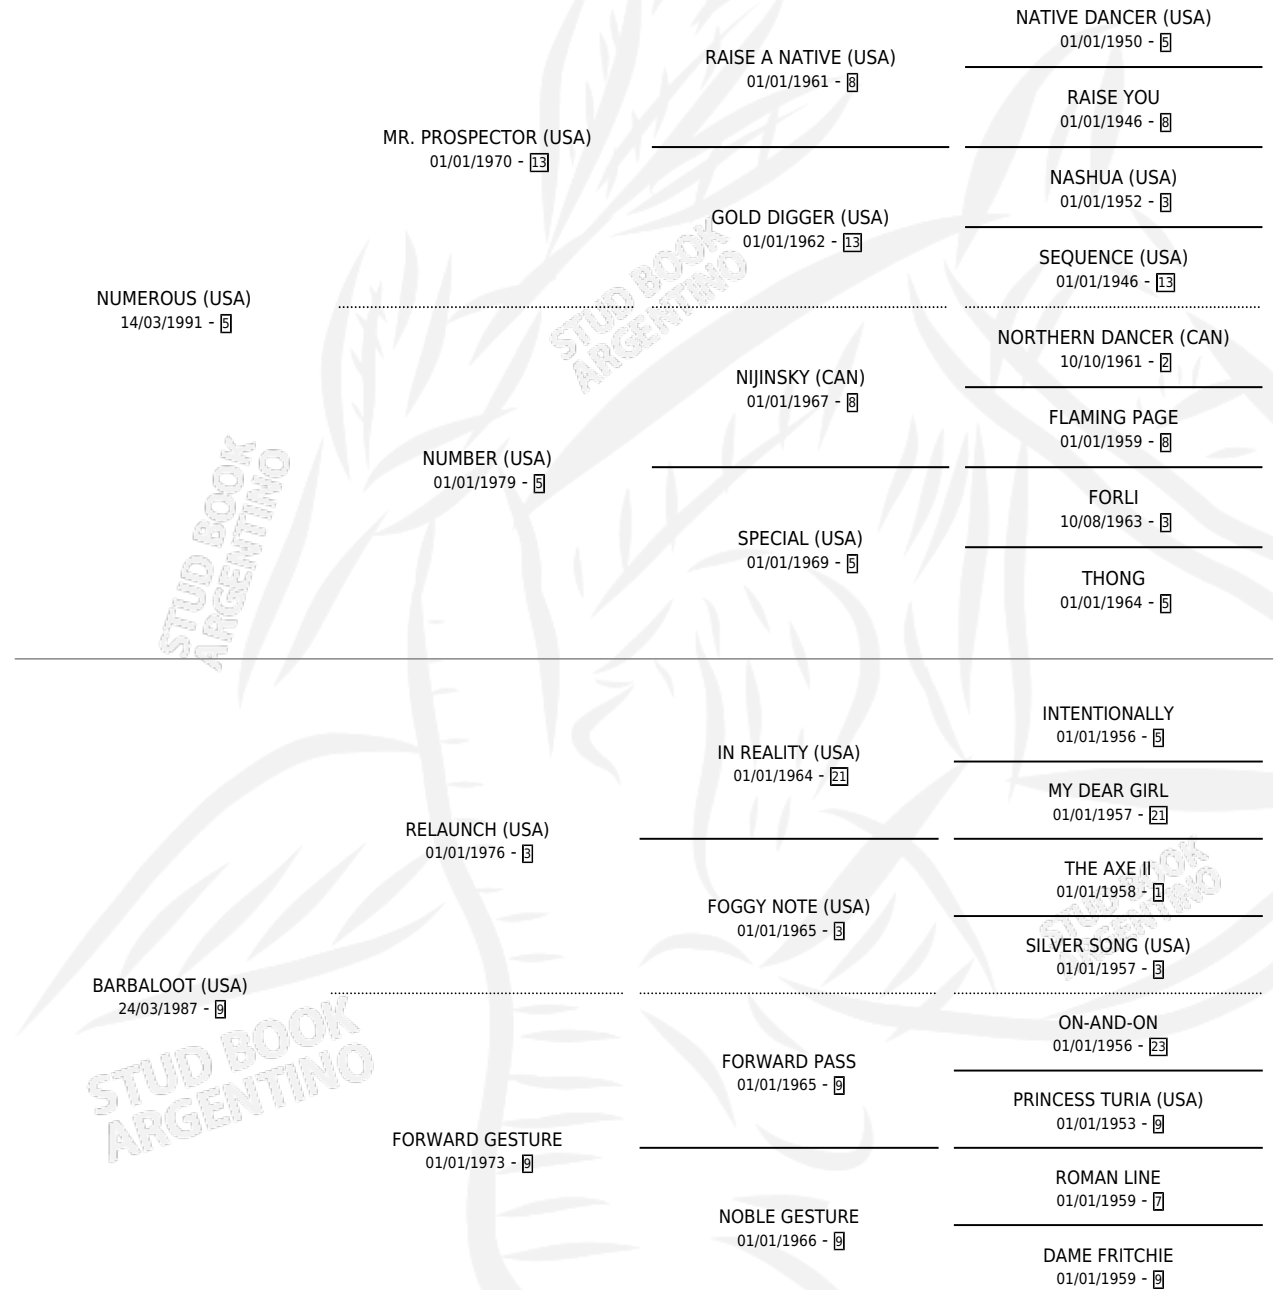 NATIVE DANCER (USA)
01/01/1950 - 5
RAISE A NATIVE (USA)
01/01/1961 - 8
RAISE YOU
01/01/1946 - 8
MR. PROSPECTOR (USA)
01/01/1970 - 13
NASHUA (USA)
01/01/1952 - 3
GOLD DIGGER (USA)
01/01/1962 - 13
SEQUENCE (USA)
01/01/1946 - 13
NUMEROUS (USA)
14/03/1991 - 5
NORTHERN DANCER (CAN)
10/10/1961 - 2
NIJINSKY (CAN)
01/01/1967 - 8
FLAMING PAGE
01/01/1959 - 8
NUMBER (USA)
01/01/1979 - 5
FORLI
10/08/1963 - 3
SPECIAL (USA)
01/01/1969 - 5
THONG
01/01/1964 - 5
INTENTIONALLY
01/01/1956 - 5
IN REALITY (USA)
01/01/1964 - 21
MY DEAR GIRL
01/01/1957 - 21
RELAUNCH (USA)
01/01/1976 - 3
THE AXE II
01/01/1958 - 1
FOGGY NOTE (USA)
01/01/1965 - 3
SILVER SONG (USA)
01/01/1957 - 3
BARBALOOT (USA)
24/03/1987 - 9
ON-AND-ON
01/01/1956 - 23
FORWARD PASS
01/01/1965 - 9
PRINCESS TURIA (USA)
01/01/1953 - 9
FORWARD GESTURE
01/01/1973 - 9
ROMAN LINE
01/01/1959 - 7
NOBLE GESTURE
01/01/1966 - 9
DAME FRITCHIE
01/01/1959 - 9
STUD BOOK
ARGENTINO
STUD BOOK
ARGENTINO
STUD BOOK
ARGENTINO
STUD BOOK
ARGENTINO